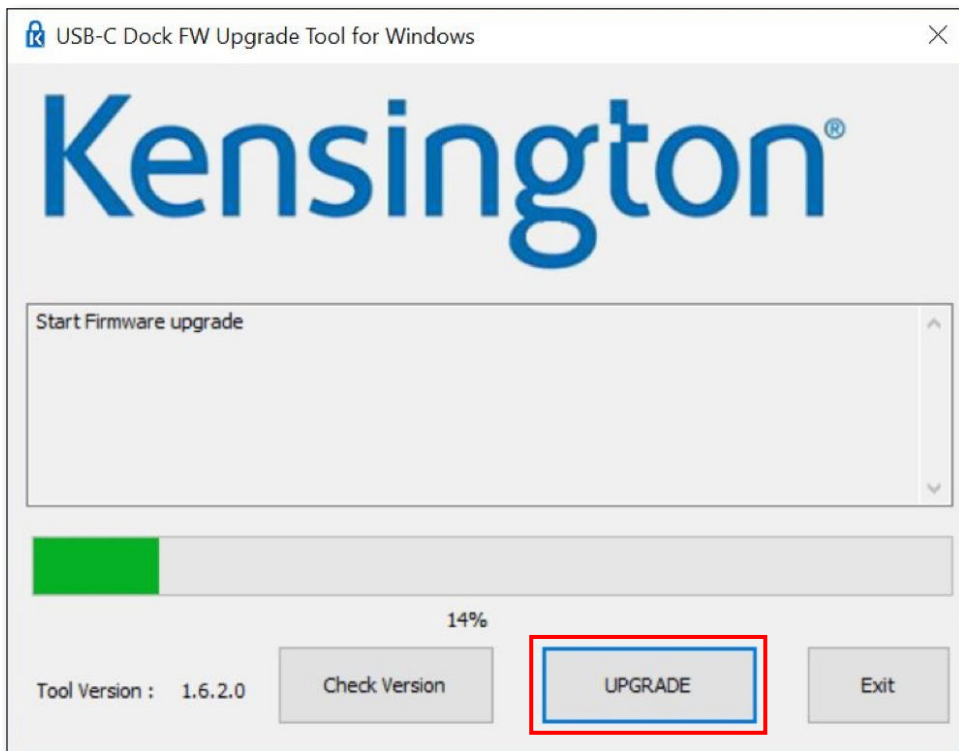 USB-C Dock FW Upgrade Tool for Windows
Kensington®
Start Firmware upgrade
14%
Tool Version : 1.6.2.0
Check Version
UPGRADE
Exit